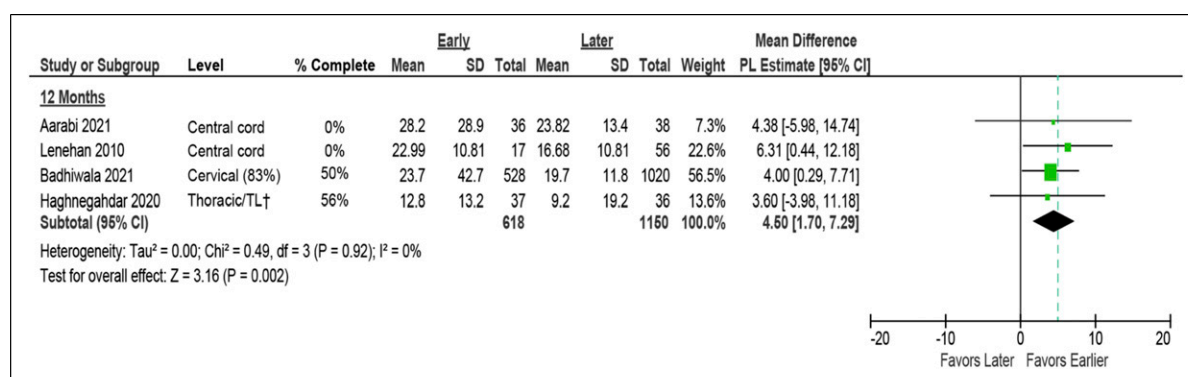 Early Later Mean Difference
Study or Subgroup Level % Complete Mean SD Total Mean SD Total Weight PL Estimate [95% CI]
12 Months
Aarabi 2021 Central cord 0% 28.2 28.9 36 23.82 13.4 38 7.3% 4.38 [-5.98, 14.74]
Lenehan 2010 Central cord 0% 22.99 10.81 17 16.68 10.81 56 22.6% 6.31 [0.44, 12.18]
Badhiwala 2021 Cervical (83%) 50% 23.7 42.7 528 19.7 11.8 1020 56.5% 4.00 [0.29, 7.71]
Haghnegahdar 2020 Thoracic/TL† 56% 12.8 13.2 37 9.2 19.2 36 13.6% 3.60 [-3.98, 11.18]
Subtotal (95% CI) 618 1150 100.0% 4.50 [1.70, 7.29]
Heterogeneity: Tau² = 0.00; Chi² = 0.49, df = 3 (P = 0.92); I² = 0%
Test for overall effect: Z = 3.16 (P = 0.002)
-20 -10 0 10 20
Favors Later Favors Earlier